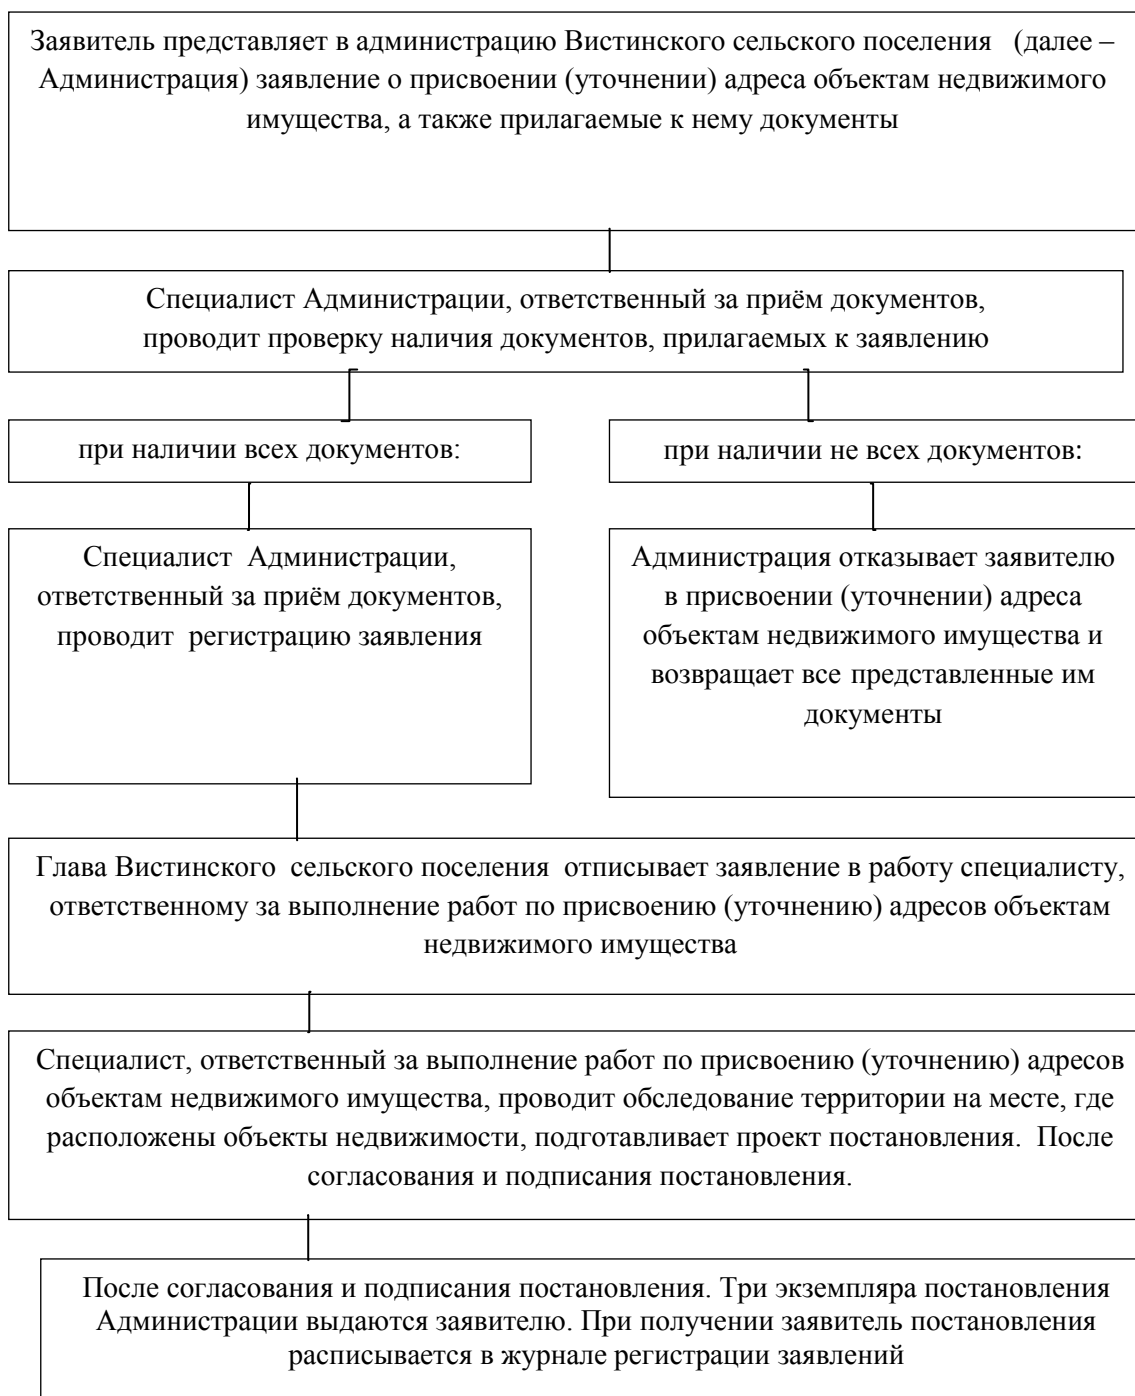 Заявитель представляет в администрацию Вистинского сельского поселения (далее –
Администрация) заявление о присвоении (уточнении) адреса объектам недвижимого
имущества, а также прилагаемые к нему документы
Специалист Администрации, ответственный за приём документов,
проводит проверку наличия документов, прилагаемых к заявлению
при наличии всех документов:
при наличии не всех документов:
Специалист Администрации,
ответственный за приём документов,
проводит регистрацию заявления
Администрация отказывает заявителю
в присвоении (уточнении) адреса
объектам недвижимого имущества и
возвращает все представленные им
документы
Глава Вистинского сельского поселения отписывает заявление в работу специалисту,
ответственному за выполнение работ по присвоению (уточнению) адресов объектам
недвижимого имущества
Специалист, ответственный за выполнение работ по присвоению (уточнению) адресов
объектам недвижимого имущества, проводит обследование территории на месте, где
расположены объекты недвижимости, подготавливает проект постановления. После
согласования и подписания постановления.
После согласования и подписания постановления. Три экземпляра постановления
Администрации выдаются заявителю. При получении заявитель постановления
расписывается в журнале регистрации заявлений